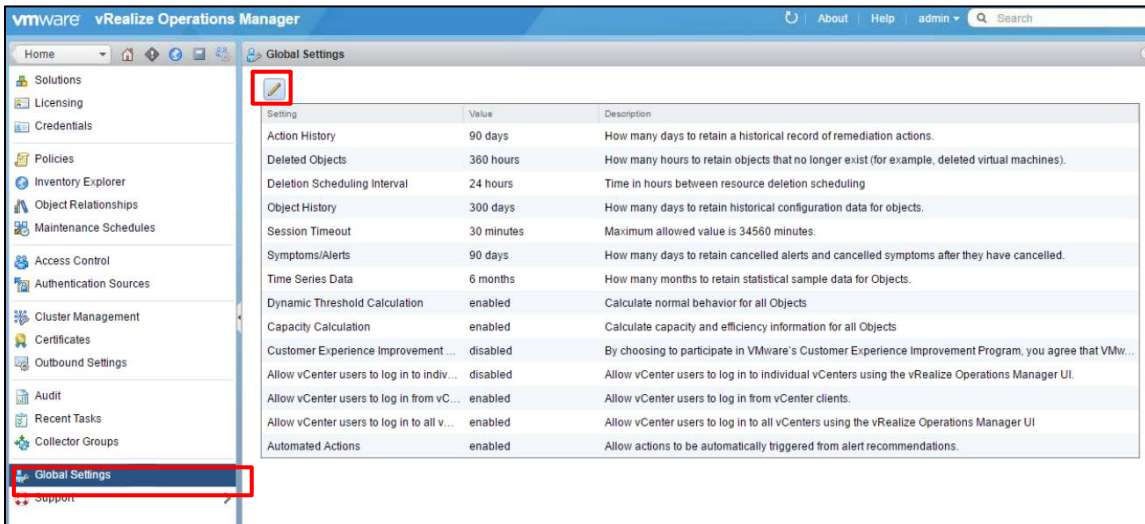 vmware vRealize Operations Manager About Help admin Search
Home Global Settings
Solutions
Licensing
Credentials
Policies
Inventory Explorer
Object Relationships
Maintenance Schedules
Access Control
Authentication Sources
Cluster Management
Certificates
Outbound Settings
Audit
Recent Tasks
Collector Groups
Global Settings
Support
Setting Value Description
Action History 90 days How many days to retain a historical record of remediation actions.
Deleted Objects 360 hours How many hours to retain objects that no longer exist (for example, deleted virtual machines).
Deletion Scheduling Interval 24 hours Time in hours between resource deletion scheduling
Object History 300 days How many days to retain historical configuration data for objects.
Session Timeout 30 minutes Maximum allowed value is 34560 minutes.
Symptoms/Alerts 90 days How many days to retain cancelled alerts and cancelled symptoms after they have cancelled.
Time Series Data 6 months How many months to retain statistical sample data for Objects.
Dynamic Threshold Calculation enabled Calculate normal behavior for all Objects
Capacity Calculation enabled Calculate capacity and efficiency information for all Objects
Customer Experience Improvement ... disabled By choosing to participate in VMware's Customer Experience Improvement Program, you agree that VMw...
Allow vCenter users to log in to indiv... disabled Allow vCenter users to log in to individual vCenters using the vRealize Operations Manager UI.
Allow vCenter users to log in from vC... enabled Allow vCenter users to log in from vCenter clients.
Allow vCenter users to log in to all v... enabled Allow vCenter users to log in to all vCenters using the vRealize Operations Manager UI
Automated Actions enabled Allow actions to be automatically triggered from alert recommendations.